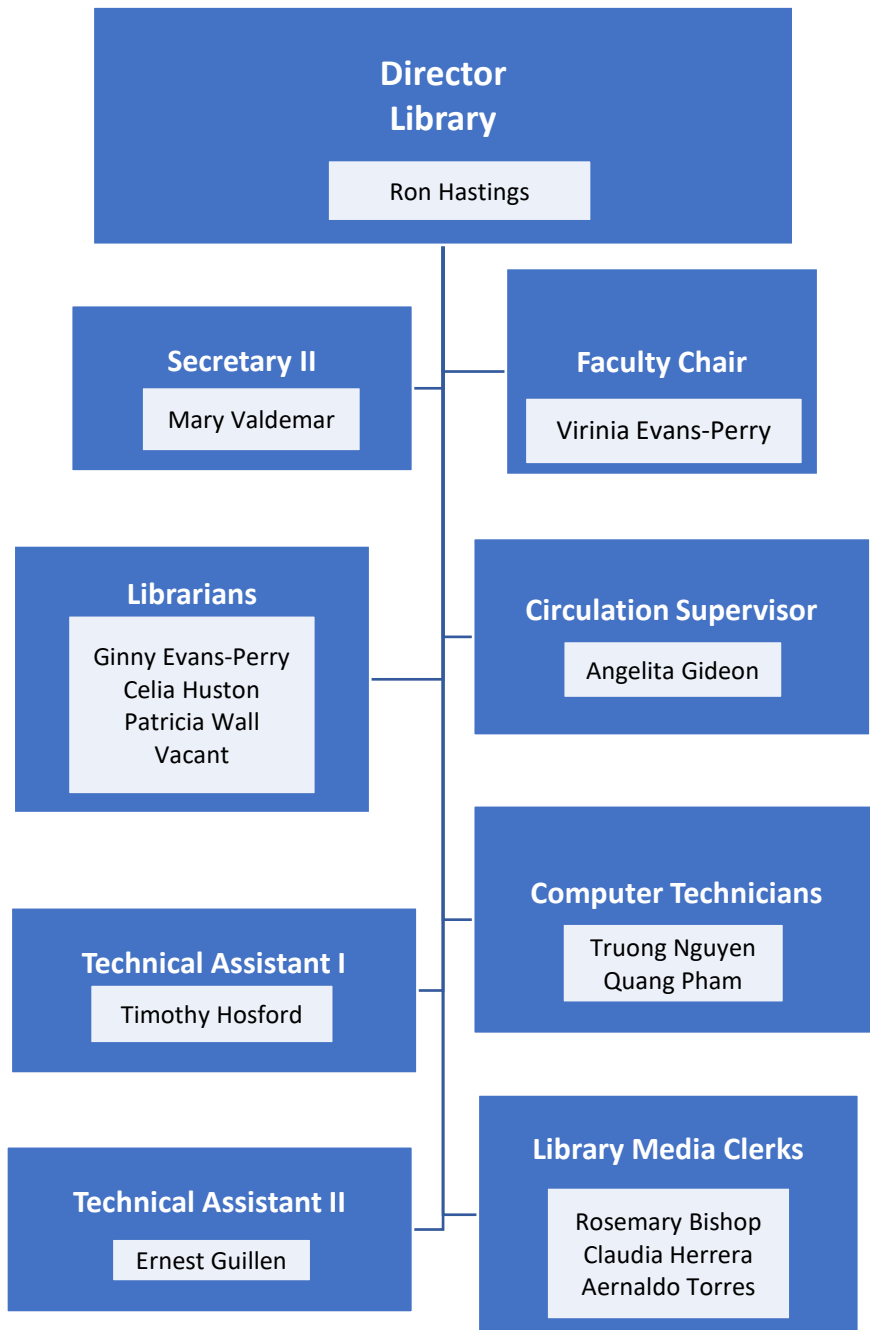 Director
Library
Ron Hastings
Secretary II
Mary Valdemar
Faculty Chair
Virinia Evans-Perry
Librarians
Ginny Evans-Perry
Celia Huston
Patricia Wall
Vacant
Circulation Supervisor
Angelita Gideon
Computer Technicians
Truong Nguyen
Quang Pham
Technical Assistant I
Timothy Hosford
Library Media Clerks
Rosemary Bishop
Claudia Herrera
Aernaldo Torres
Technical Assistant II
Ernest Guillen